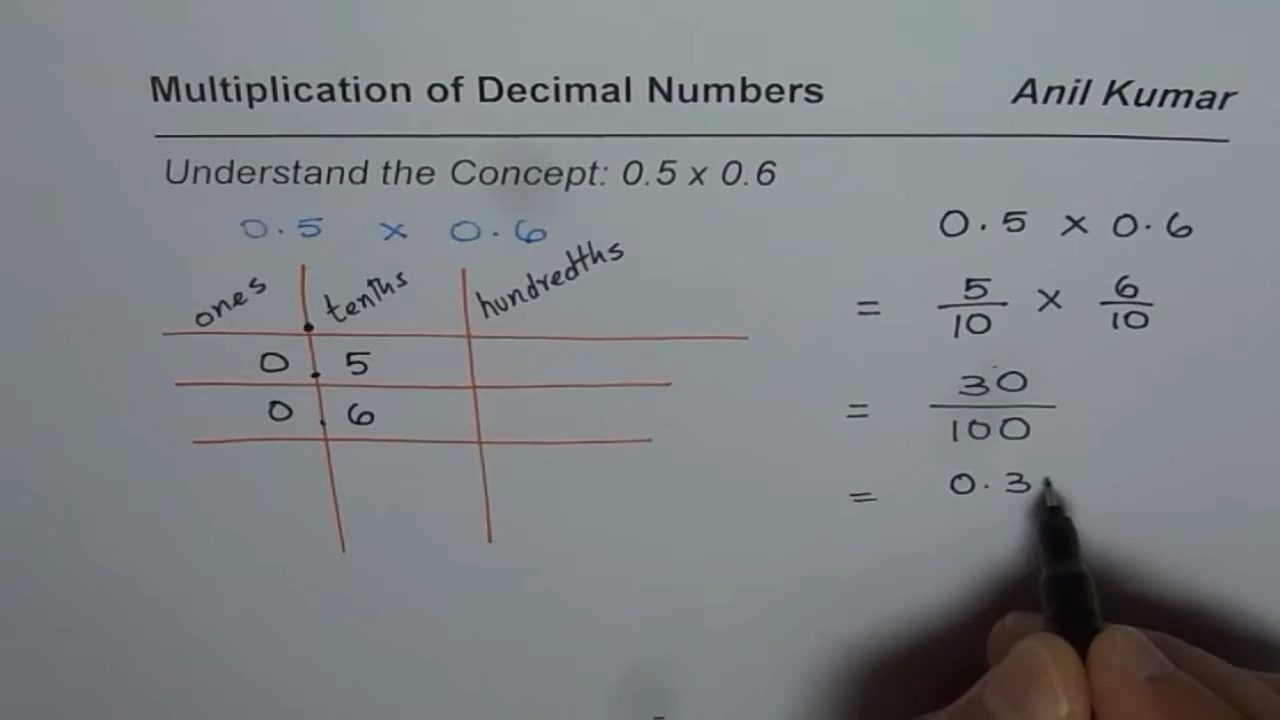 Multiplication of Decimal Numbers Anil Kumar
Understand the Concept: 0.5 x 0.6
0.5 x 0.6
ones tenths hundredths
0 . 5
0 . 6
0.5 x 0.6
= 5/10 x 6/10
= 30/100
= 0.3